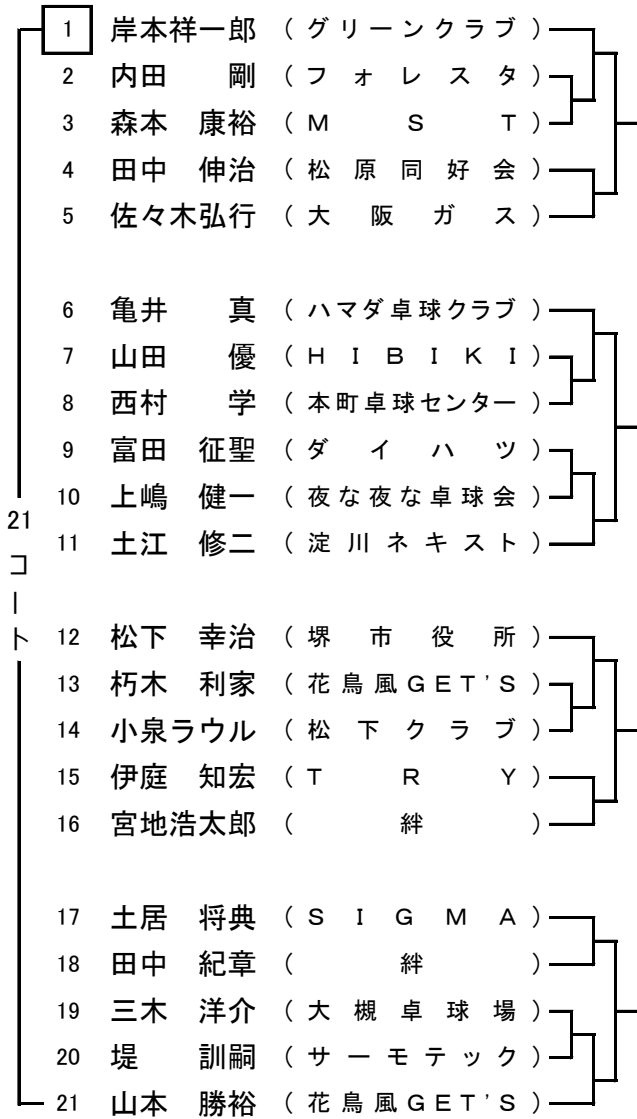 1 岸本祥一郎 (グリーンクラブ)
2 内田 剛 (フォレスタ)
3 森本 康裕 (MST)
4 田中 伸治 (松原同好会)
5 佐々木弘行 (大阪ガス)
6 亀井 真 (ハマダ卓球クラブ)
7 山田 優 (HIBIKI)
8 西村 学 (本町卓球センター)
9 富田 征聖 (ダイハツ)
10 上嶋 健一 (夜な夜な卓球会)
11 土江 修二 (淀川ネキスト)
21コート
12 松下 幸治 (堺市役所)
13 朽木 利家 (花鳥風GET'S)
14 小泉ラウル (松下クラブ)
15 伊庭 知宏 (TRY)
16 宮地浩太郎 (絆)
17 土居 将典 (SIGMA)
18 田中 紀章 (絆)
19 三木 洋介 (大槻卓球場)
20 堤 訓嗣 (サーモテック)
21 山本 勝裕 (花鳥風GET'S)